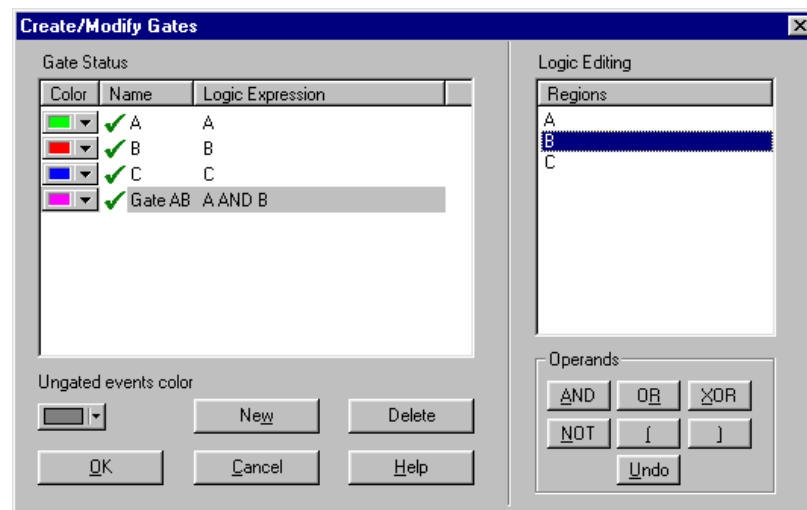 Create/Modify Gates
Gate Status
Color Name Logic Expression
A A
B B
C C
Gate AB A AND B
Ungated events color
New Delete
OK Cancel Help
Logic Editing
Regions
A
B
C
Operands
AND OR XOR
NOT ( )
Undo